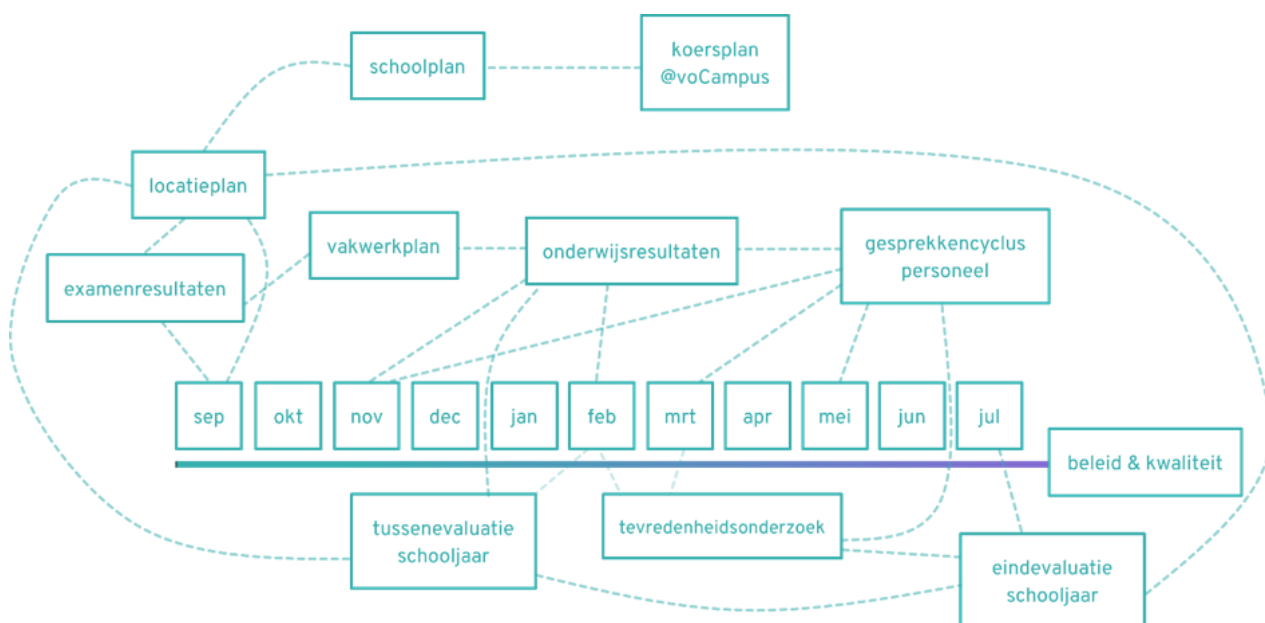 koersplan
@voCampus
schoolplan
locatieplan
vakwerkplan
onderwijsresultaten
gesprekkencyclus
personeel
examenresultaten
sep
okt
nov
dec
jan
feb
mrt
apr
mei
jun
jul
beleid & kwaliteit
tussenevaluatie
schooljaar
tevredenheidsonderzoek
eindevaluatie
schooljaar